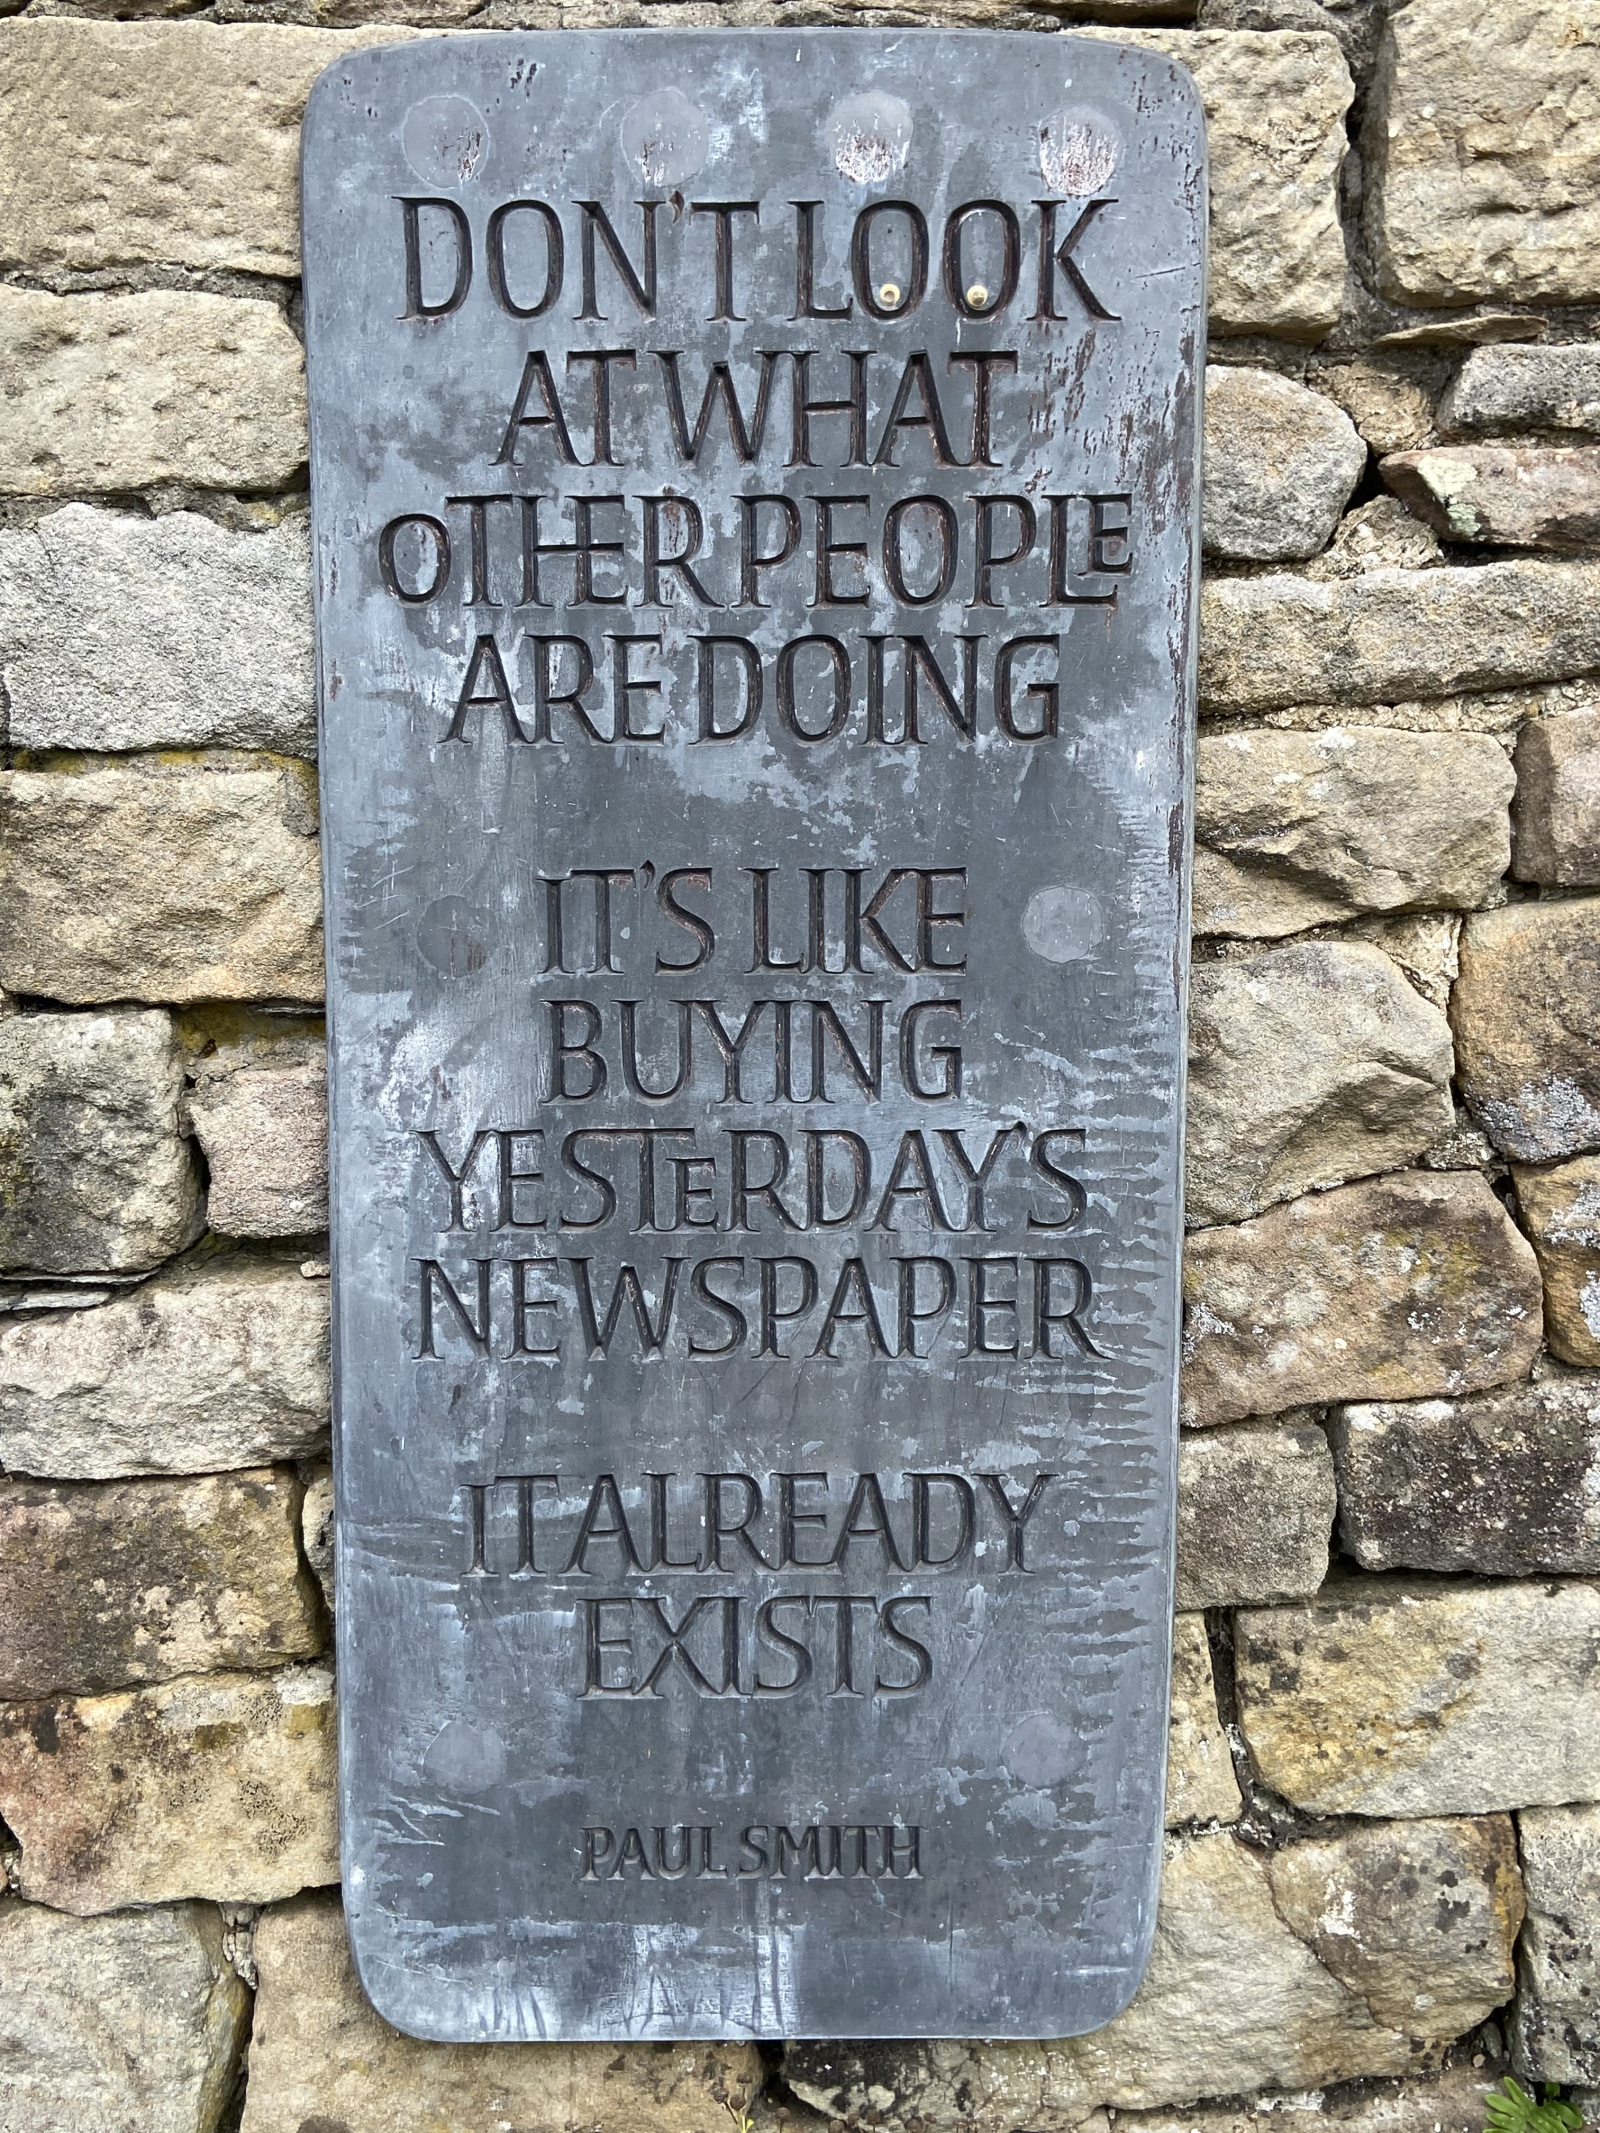 DON'T LOOK
AT WHAT
OTHER PEOPLE
ARE DOING
IT'S LIKE
BUYING
YESTERDAY'S
NEWSPAPER
IT ALREADY
EXISTS
PAUL SMITH